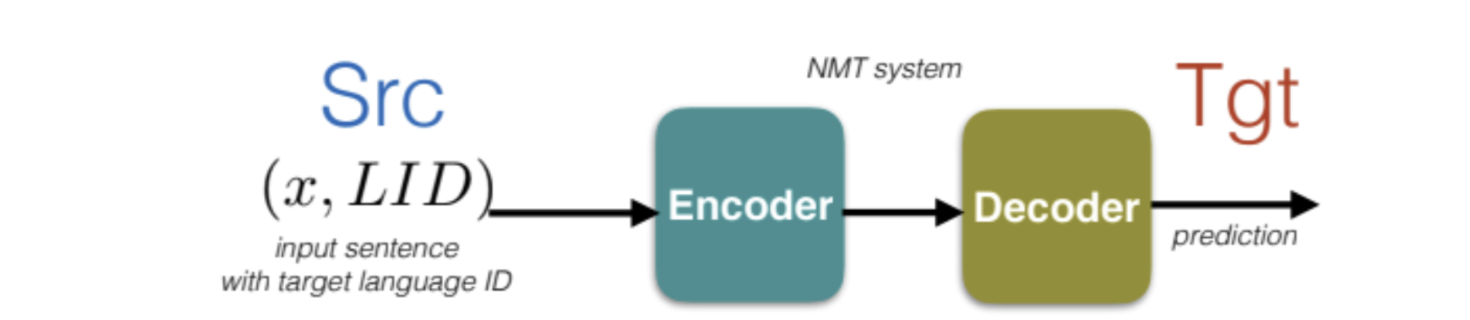 Src
(x, LID)
input sentence
with target language ID
NMT system
Encoder
Decoder
Tgt
prediction